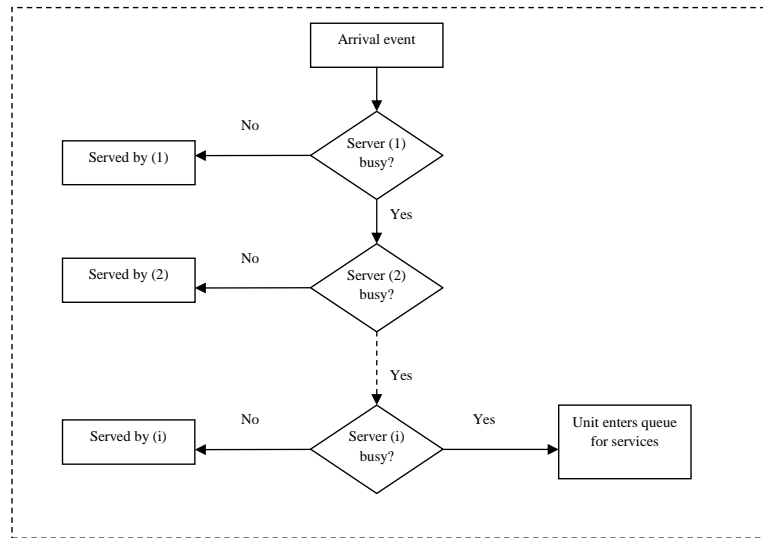 Arrival event
No
Server (1)
busy?
Served by (1)
Yes
No
Server (2)
busy?
Served by (2)
Yes
No
Yes
Served by (i)
Server (i)
busy?
Unit enters queue
for services